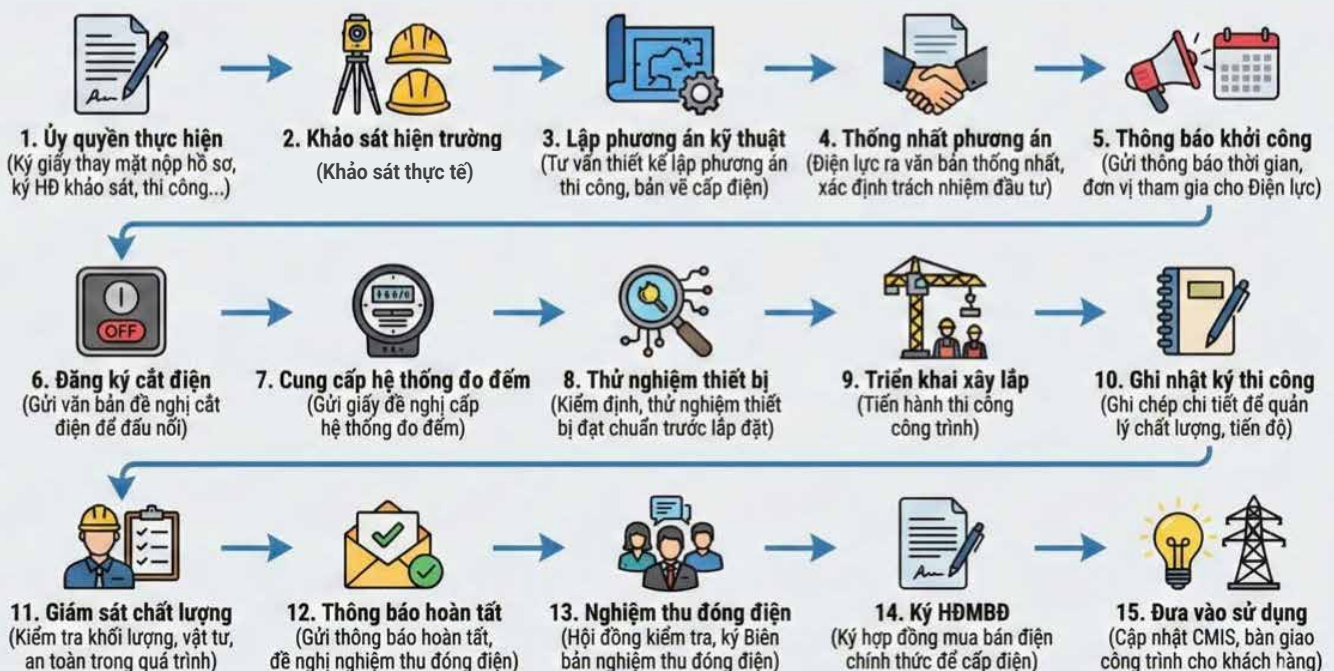 1. Ủy quyền thực hiện
(Ký giấy thay mặt nộp hồ sơ,
ký HĐ khảo sát, thi công...)
2. Khảo sát hiện trường
(Khảo sát thực tế)
3. Lập phương án kỹ thuật
(Tư vấn thiết kế lập phương án
thi công, bản vẽ cấp điện)
4. Thống nhất phương án
(Điện lực ra văn bản thống nhất,
xác định trách nhiệm đầu tư)
5. Thông báo khởi công
(Gửi thông báo thời gian,
đơn vị tham gia cho Điện lực)
OFF
6. Đăng ký cắt điện
(Gửi văn bản đề nghị cắt
điện để đấu nối)
7. Cung cấp hệ thống đo đếm
(Gửi giấy đề nghị cấp
hệ thống đo đếm)
8. Thử nghiệm thiết bị
(Kiểm định, thử nghiệm thiết
bị đạt chuẩn trước lắp đặt)
9. Triển khai xây lắp
(Tiến hành thi công
công trình)
10. Ghi nhật ký thi công
(Ghi chép chi tiết để quản
lý chất lượng, tiến độ)
11. Giám sát chất lượng
(Kiểm tra khối lượng, vật tư,
an toàn trong quá trình)
12. Thông báo hoàn tất
(Gửi thông báo hoàn tất,
đề nghị nghiệm thu đóng điện)
13. Nghiệm thu đóng điện
(Hội đồng kiểm tra, ký Biên
bản nghiệm thu đóng điện)
14. Ký HĐMBĐ
(Ký hợp đồng mua bán điện
chính thức để cấp điện)
15. Đưa vào sử dụng
(Cập nhật CMIS, bàn giao
công trình cho khách hàng)